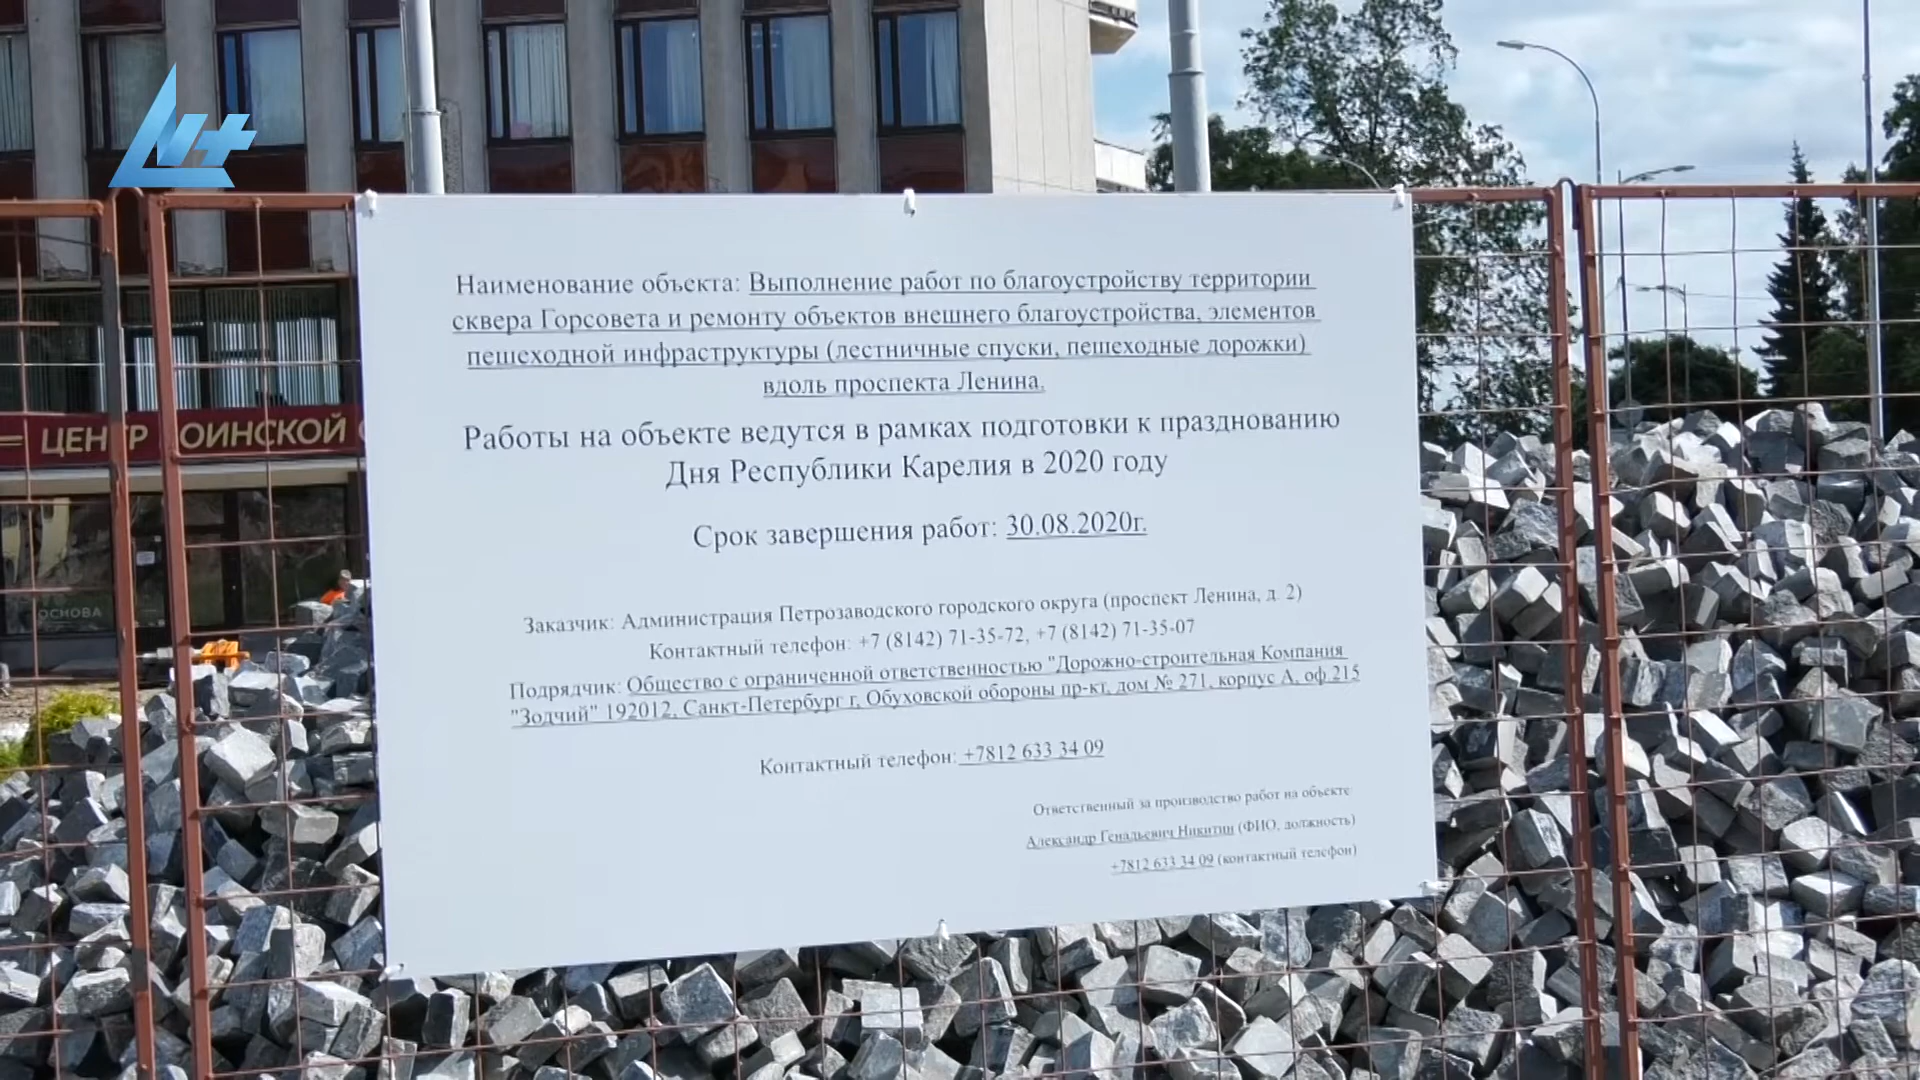 Наименование объекта: Выполнение работ по благоустройству территории
сквера Горсовета и ремонту объектов внешнего благоустройства, элементов
пешеходной инфраструктуры (лестничные спуски, пешеходные дорожки)
вдоль проспекта Ленина.
Работы на объекте ведутся в рамках подготовки к празднованию
Дня Республики Карелия в 2020 году
Срок завершения работ: 30.08.2020г.
Заказчик: Администрация Петрозаводского городского округа (проспект Ленина, д. 2)
Контактный телефон: +7 (8142) 71-35-72, +7 (8142) 71-35-07
Подрядчик: Общество с ограниченной ответственностью "Дорожно-строительная Компания
"Зодчий" 192012, Санкт-Петербург г, Обуховской обороны пр-кт, дом № 271, корпус А, оф.215
Контактный телефон: +7812 633 34 09
Ответственный за производство работ на объекте
Александр Генадьевич Никитин (ФИО, должность)
+7812 633 34 09 (контактный телефон)
ЦЕНТР ОИНСКОЙ
ОСНОВА